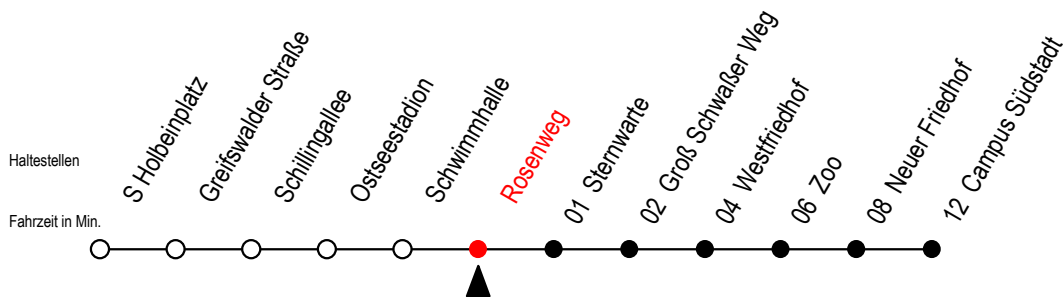 Haltestellen
Fahrzeit in Min.
S Holbeinplatz
Greifswalder Straße
Schillingallee
Ostseestadion
Schwimmhalle
Rosenweg
01 Sternwarte
02 Groß Schwaßer Weg
04 Westfriedhof
06 Zoo
08 Neuer Friedhof
12 Campus Südstadt